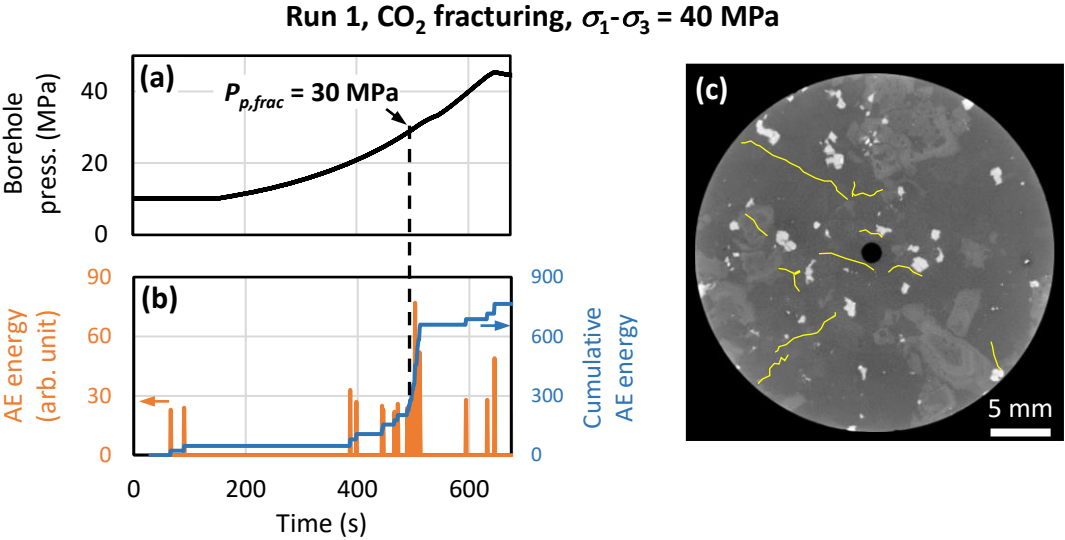 Run 1, CO₂ fracturing, σ₁-σ₃ = 40 MPa
(a)
Borehole
press. (MPa)
40
20
0
P_p,frac = 30 MPa
(b)
AE energy
(arb. unit)
90
60
30
0
900
600
300
0
Cumulative
AE energy
0
200
400
600
Time (s)
(c)
5 mm